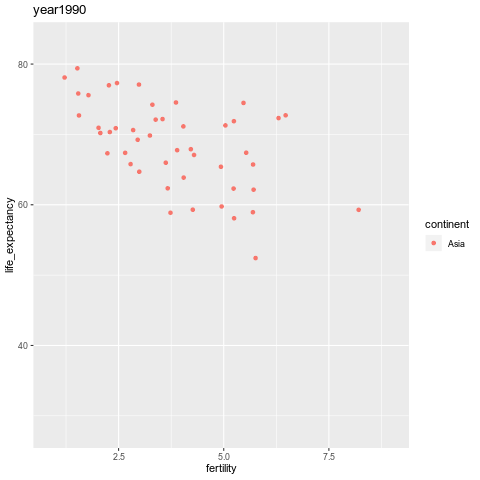 year1990
life_expectancy
80
60
40
2.5
5.0
7.5
fertility
continent
Asia